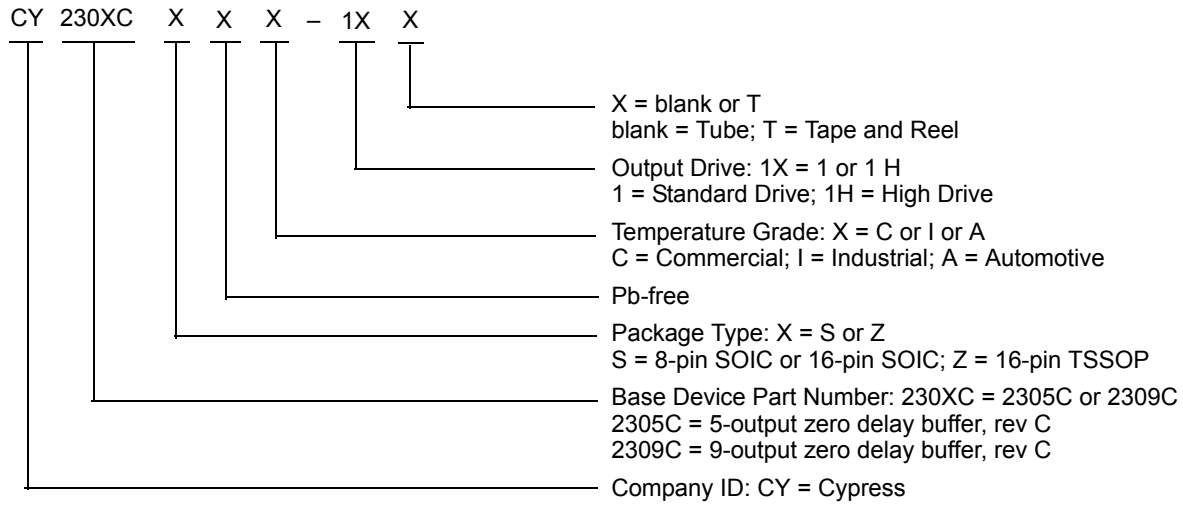 CY 230XC X X X – 1X X
X = blank or T
blank = Tube; T = Tape and Reel
Output Drive: 1X = 1 or 1 H
1 = Standard Drive; 1H = High Drive
Temperature Grade: X = C or I or A
C = Commercial; I = Industrial; A = Automotive
Pb-free
Package Type: X = S or Z
S = 8-pin SOIC or 16-pin SOIC; Z = 16-pin TSSOP
Base Device Part Number: 230XC = 2305C or 2309C
2305C = 5-output zero delay buffer, rev C
2309C = 9-output zero delay buffer, rev C
Company ID: CY = Cypress